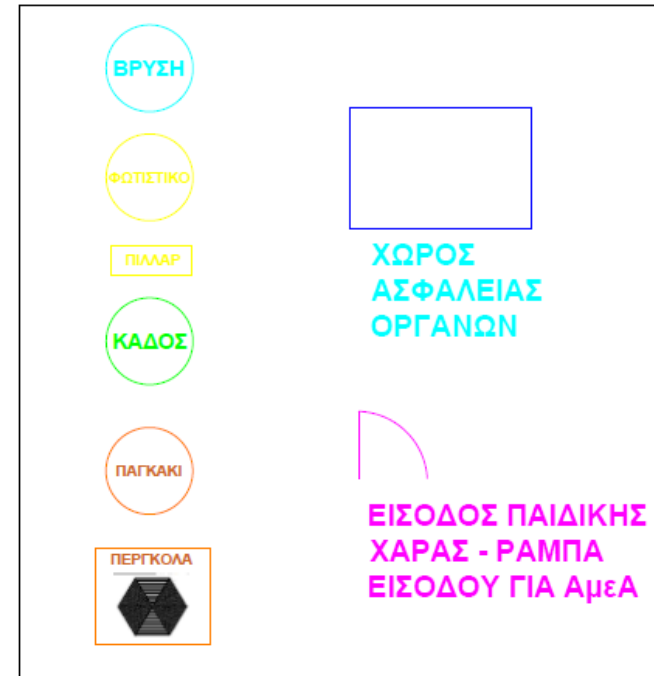 ΒΡΥΣΗ
ΦΩΤΙΣΤΙΚΟ
ΠΙΛΛΑΡ
ΚΑΔΟΣ
ΠΑΓΚΑΚΙ
ΠΕΡΓΚΟΛΑ
ΧΩΡΟΣ
ΑΣΦΑΛΕΙΑΣ
ΟΡΓΑΝΩΝ
ΕΙΣΟΔΟΣ ΠΑΙΔΙΚΗΣ
ΧΑΡΑΣ - ΡΑΜΠΑ
ΕΙΣΟΔΟΥ ΓΙΑ ΑμεΑ